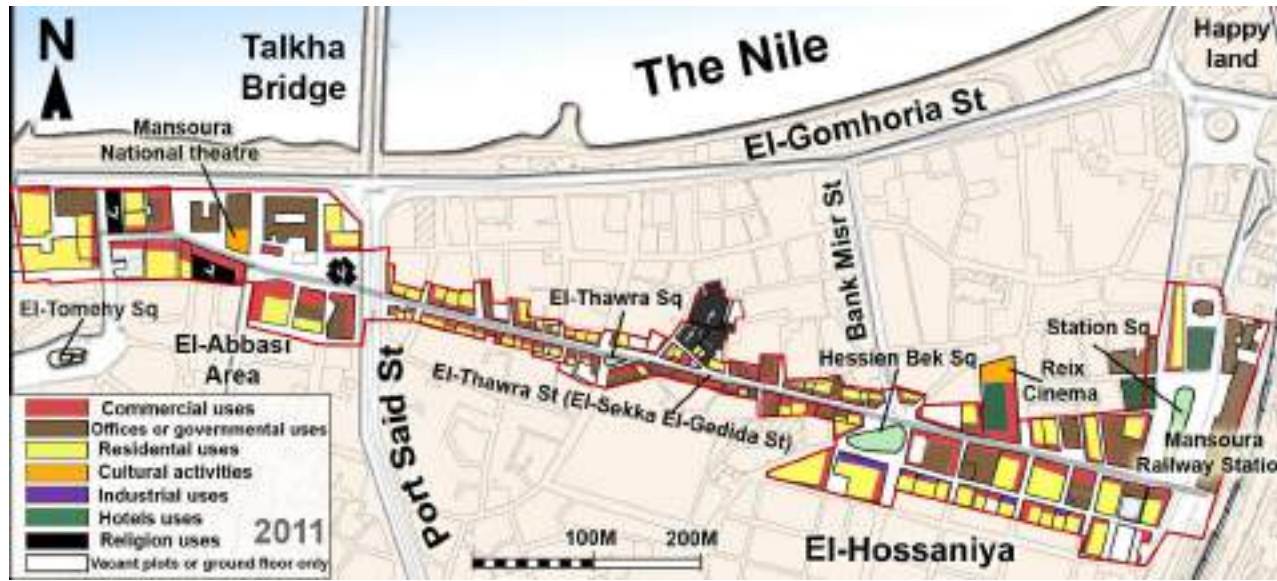 N
Talkha
Bridge
The Nile
Happy
land
El-Gomhoria St
Mansoura
National theatre
Bank Misr St
El-Tomehy Sq
El-Abbasi
Area
El-Thawra Sq
Station Sq
Hessien Bek Sq
Reix
Cinema
El-Thawra St (El-Sekka El-Gedida St)
Port Said St
Mansoura
Railway Statio
Commercial uses
Offices or governmental uses
Residental uses
Cultural activities
Industrial uses
Hotels uses
Religion uses
Vacant plots or ground floor only
2011
100M
200M
El-Hossaniya